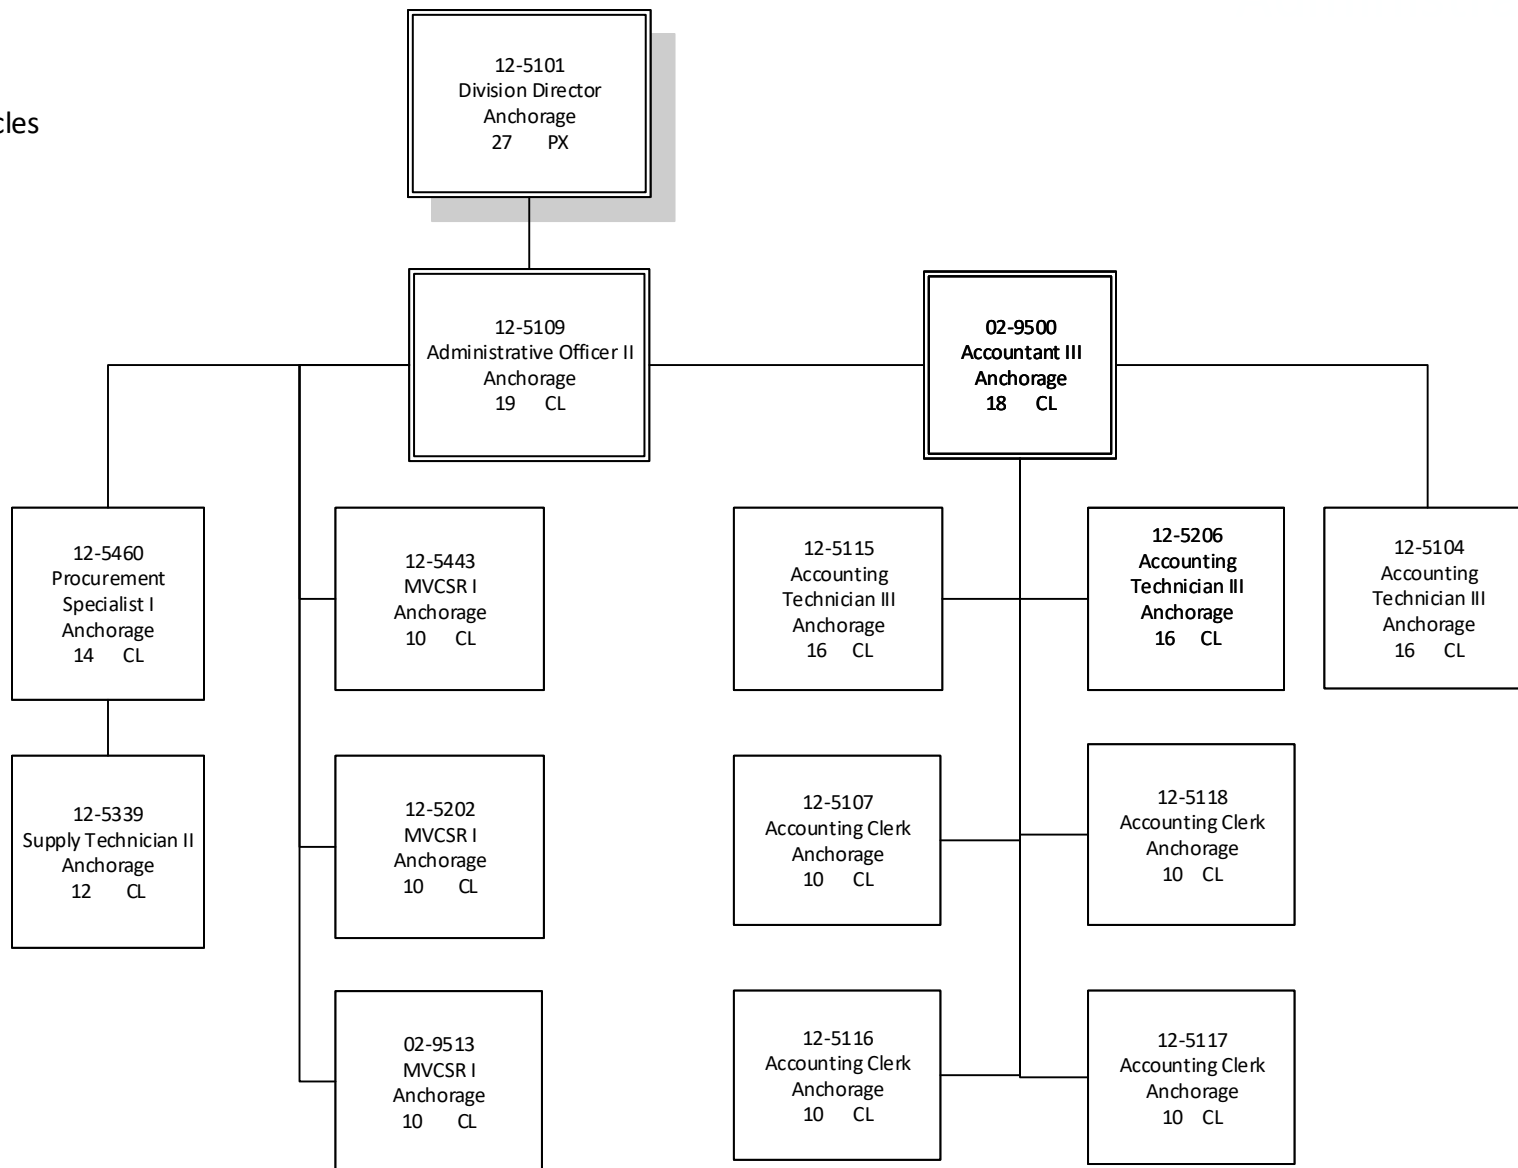 cles
12-5101
Division Director
Anchorage
27 PX
12-5109
Administrative Officer II
Anchorage
19 CL
02-9500
Accountant III
Anchorage
18 CL
12-5460
Procurement
Specialist I
Anchorage
14 CL
12-5443
MVCSR I
Anchorage
10 CL
12-5115
Accounting
Technician III
Anchorage
16 CL
12-5206
Accounting
Technician III
Anchorage
16 CL
12-5104
Accounting
Technician III
Anchorage
16 CL
12-5339
Supply Technician II
Anchorage
12 CL
12-5202
MVCSR I
Anchorage
10 CL
12-5107
Accounting Clerk
Anchorage
10 CL
12-5118
Accounting Clerk
Anchorage
10 CL
02-9513
MVCSR I
Anchorage
10 CL
12-5116
Accounting Clerk
Anchorage
10 CL
12-5117
Accounting Clerk
Anchorage
10 CL